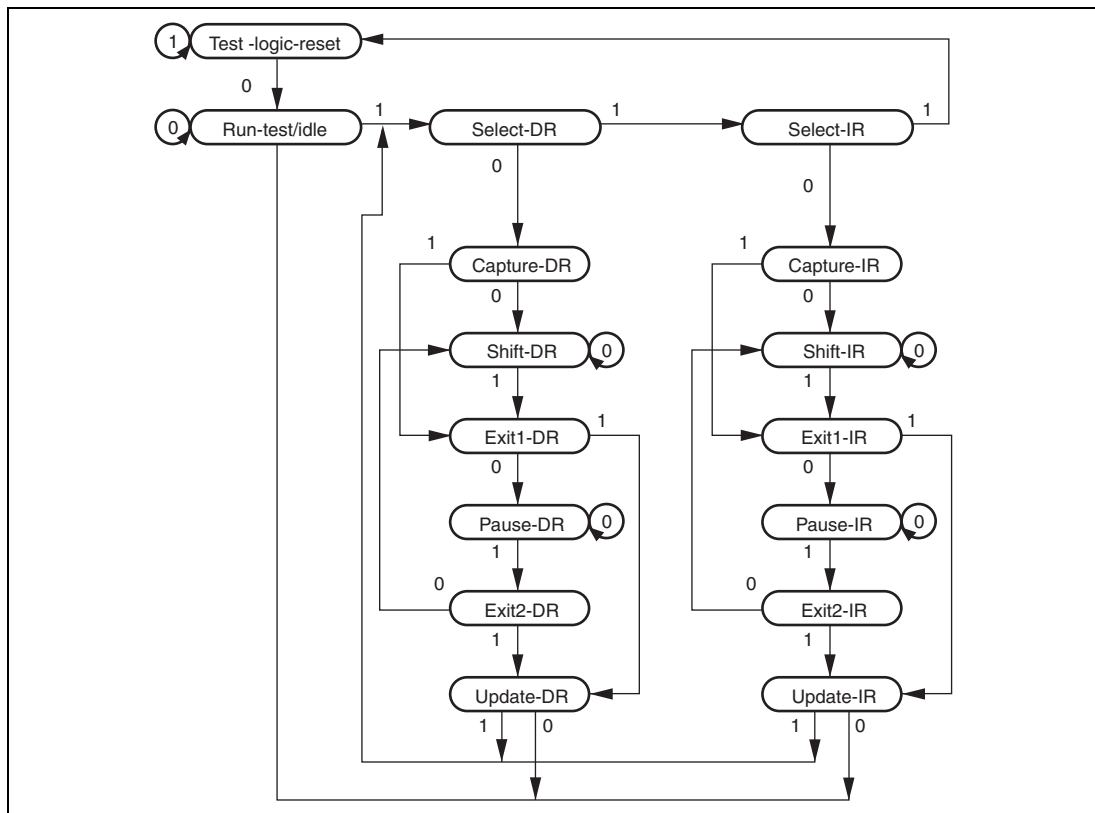 1 Test -logic-reset
0
0 Run-test/idle 1 Select-DR 1 Select-IR 1
0 0
1 1
Capture-DR Capture-IR
0 0
Shift-DR 0 Shift-IR 0
1 1
Exit1-DR 1 Exit1-IR 1
0 0
Pause-DR 0 Pause-IR 0
1 1
0 0
Exit2-DR Exit2-IR
1 1
Update-DR Update-IR
1 0 1 0